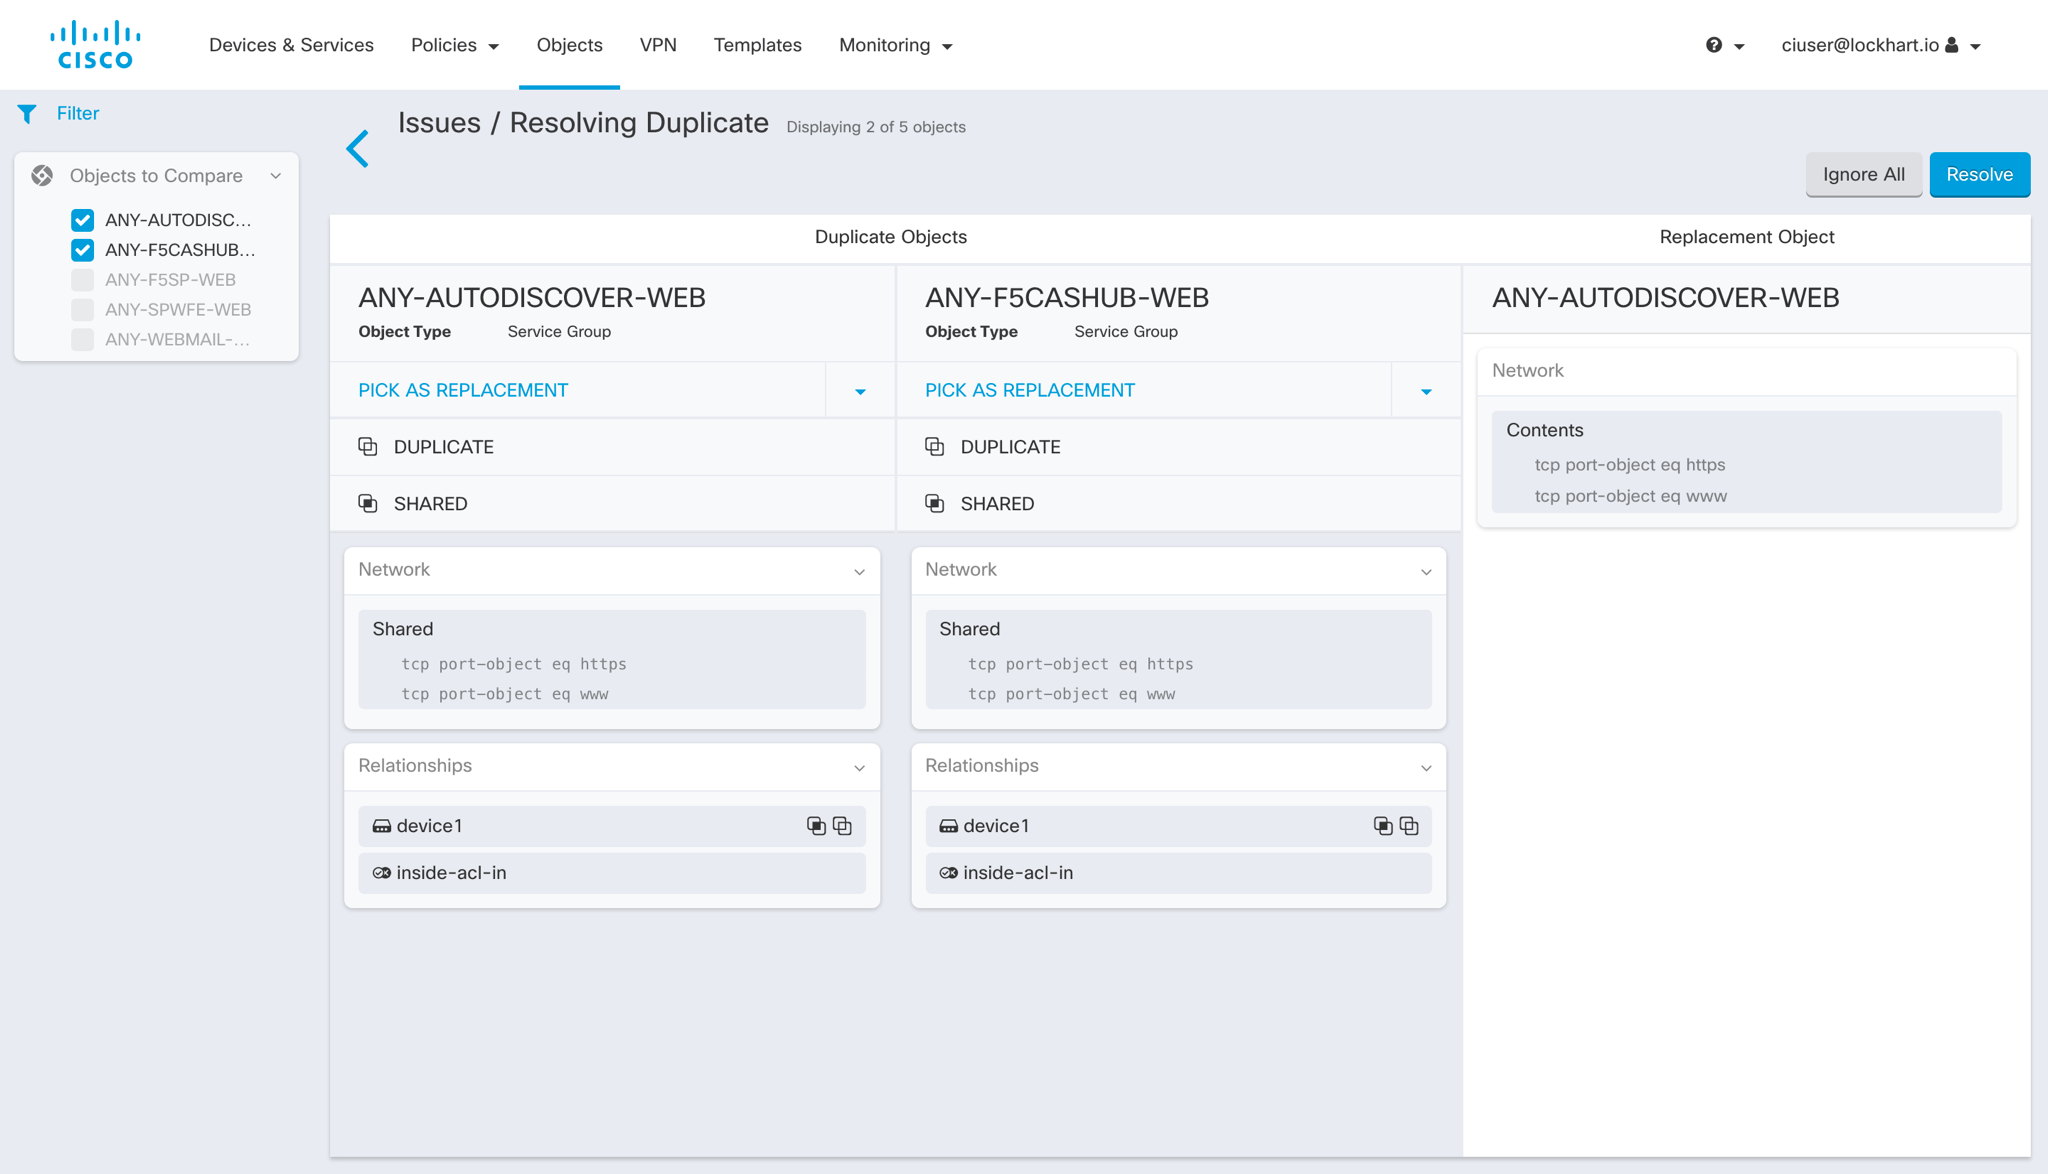 CISCO
Devices & Services
Policies
Objects
VPN
Templates
Monitoring
ciuser@lockhart.io
Filter
Objects to Compare
ANY-AUTODISC...
ANY-F5CASHUB...
ANY-F5SP-WEB
ANY-SPWFE-WEB
ANY-WEBMAIL-...
Issues / Resolving Duplicate
Displaying 2 of 5 objects
Ignore All
Resolve
Duplicate Objects
Replacement Object
ANY-AUTODISCOVER-WEB
Object Type Service Group
PICK AS REPLACEMENT
DUPLICATE
SHARED
Network
Shared
tcp port-object eq https
tcp port-object eq www
Relationships
device1
inside-acl-in
ANY-F5CASHUB-WEB
Object Type Service Group
PICK AS REPLACEMENT
DUPLICATE
SHARED
Network
Shared
tcp port-object eq https
tcp port-object eq www
Relationships
device1
inside-acl-in
ANY-AUTODISCOVER-WEB
Network
Contents
tcp port-object eq https
tcp port-object eq www